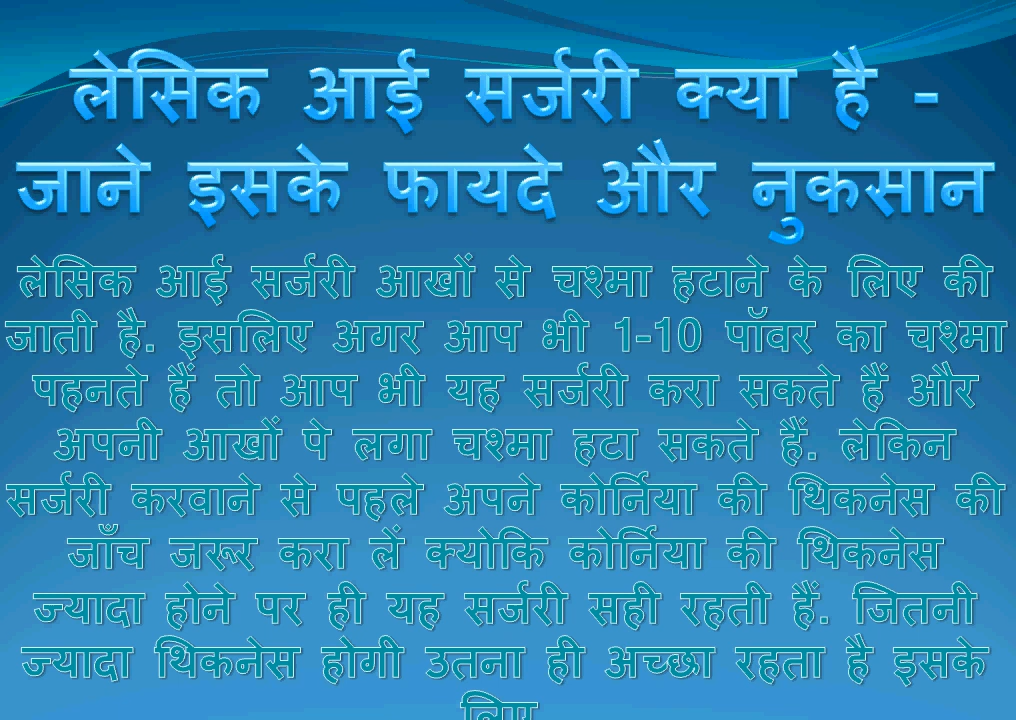 लेसिक आई सर्जरी क्या है -
जाने इसके फायदे और नुकसान
लेसिक आई सर्जरी आखों से चश्मा हटाने के लिए की
जाती है. इसलिए अगर आप भी 1-10 पॉवर का चश्मा
पहनते हैं तो आप भी यह सर्जरी करा सकते हैं और
अपनी आखों पे लगा चश्मा हटा सकते हैं. लेकिन
सर्जरी करवाने से पहले अपने कोर्निया की थिकनेस की
जाँच जरूर करा लें क्योकि कोर्निया की थिकनेस
ज्यादा होने पर ही यह सर्जरी सही रहती हैं. जितनी
ज्यादा थिकनेस होगी उतना ही अच्छा रहता है इसके
लिए